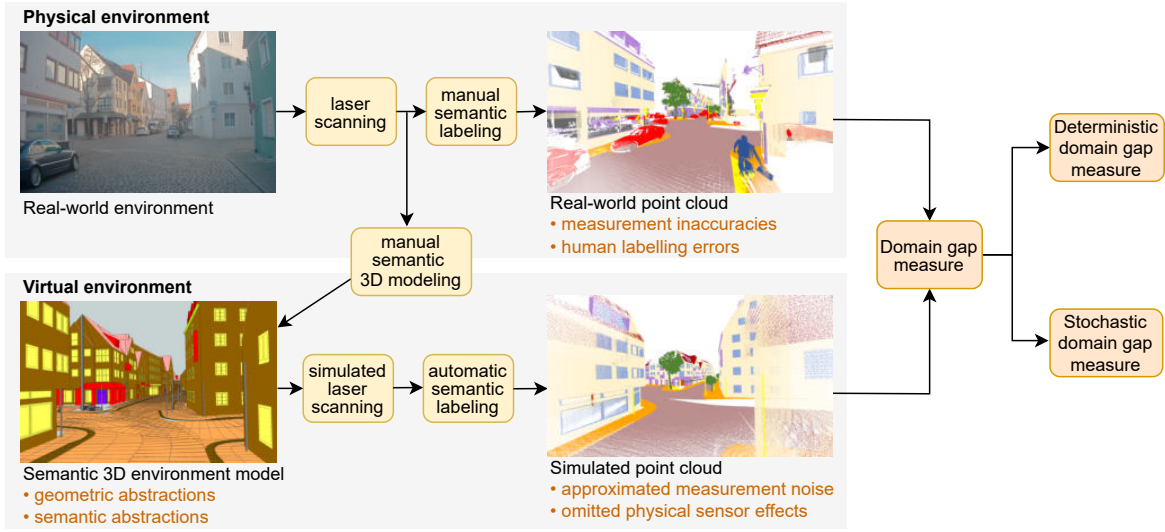 Physical environment
laser
scanning
manual
semantic
labeling
Real-world environment
Real-world point cloud
• measurement inaccuracies
• human labelling errors
manual
semantic
3D modeling
Virtual environment
simulated
laser
scanning
automatic
semantic
labeling
Semantic 3D environment model
• geometric abstractions
• semantic abstractions
Simulated point cloud
• approximated measurement noise
• omitted physical sensor effects
Domain gap
measure
Deterministic
domain gap
measure
Stochastic
domain gap
measure